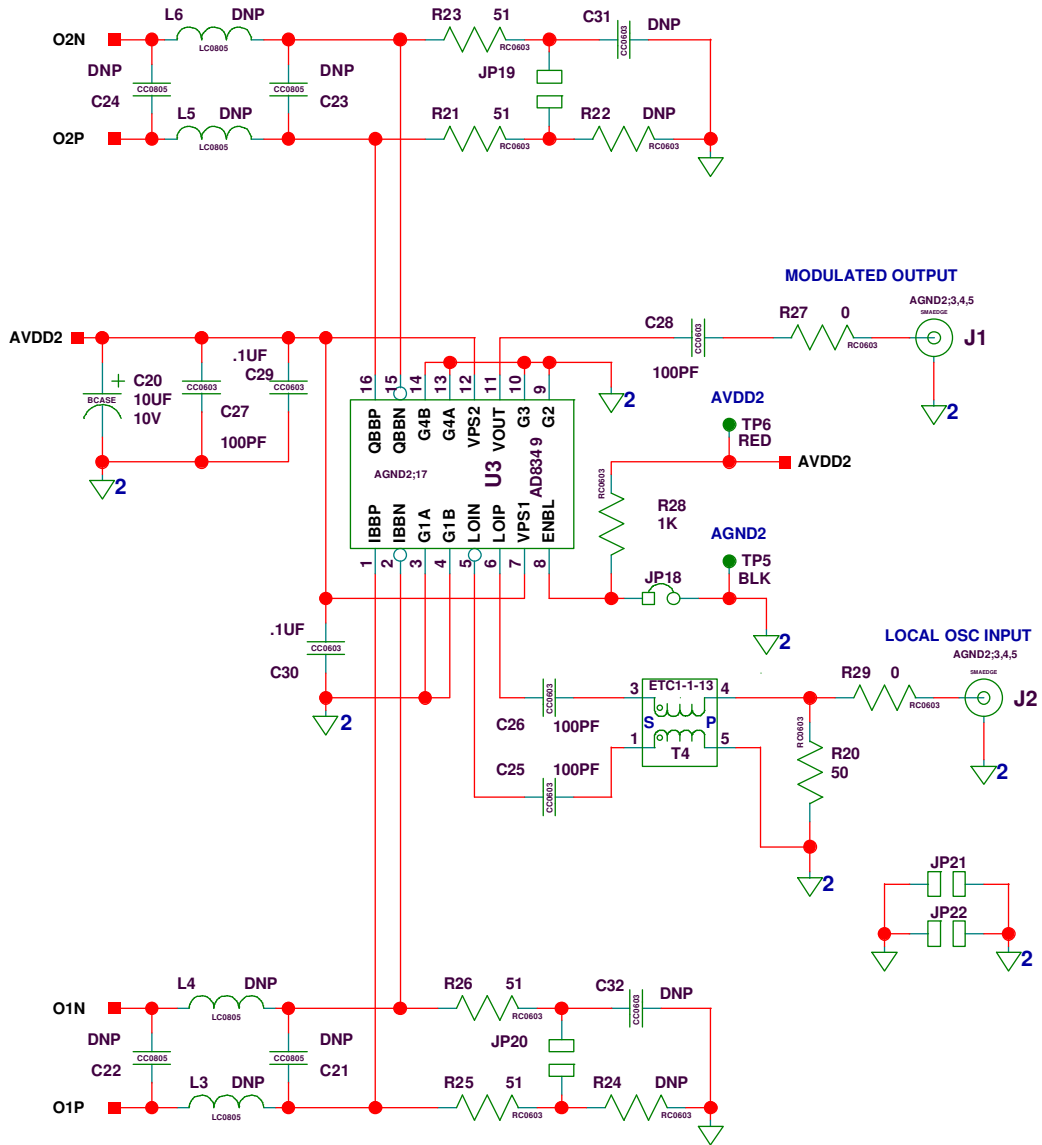 L6 DNP
LC0805
O2N
R23 51
RC0603
C31
DNP
CC0603
DNP
CC0805
C24
DNP
CC0805
C23
JP19
L5 DNP
LC0805
O2P
R21 51
RC0603
R22 DNP
RC0603
MODULATED OUTPUT
AGND2;3,4,5
SMAEDGE
J1
R27 0
RC0603
C28
CC0603
100PF
2
AVDD2
BCASE
+
C20
10UF
10V
CC0603
C27
100PF
.1UF
C29
CC0603
2
16 15 14 13 12 11 10 9
QBBP QBBN G4B G4A VPS2 VOUT G3 G2
2
AGND2;17
U3
AD8349
IBBP IBBN G1A G1B LOIN LOIP VPS1 ENBL
1 2 3 4 5 6 7 8
AVDD2
TP6
RED
AVDD2
RC0603
R28
1K
AGND2
TP5
BLK
JP18
2
.1UF
CC0603
C30
2
LOCAL OSC INPUT
AGND2;3,4,5
SMAEDGE
J2
R29 0
RC0603
2
C26
CC0603
100PF
3 ETC1-1-13 4
S P
1 T4 5
C25
CC0603
100PF
RC0603
R20
50
2
JP21
JP22
2
L4 DNP
LC0805
O1N
R26 51
RC0603
C32
DNP
CC0603
DNP
CC0805
C22
DNP
CC0805
C21
JP20
L3 DNP
LC0805
O1P
R25 51
RC0603
R24 DNP
RC0603